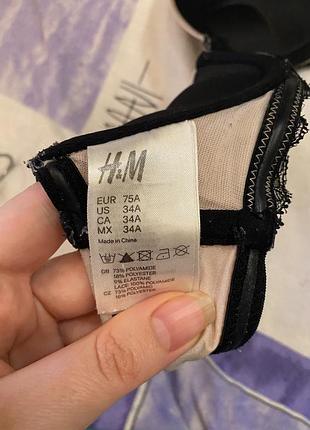 H&M
EUR 75A
US 34A
CA 34A
MX 34A
Made in China
GB 73% POLYAMIDE
18% POLYESTER
9% ELASTANE
LACE 100% POLYAMIDE
CZ 73% POLYAMID
18% POLYESTER